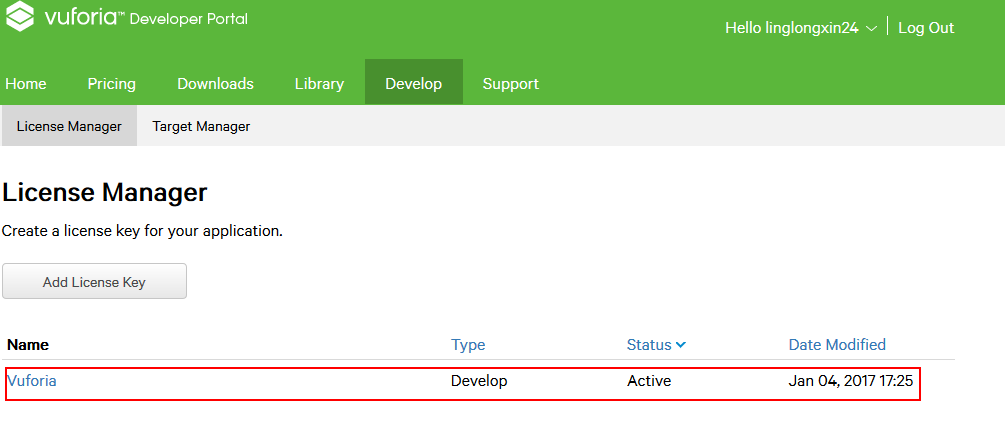 vuforia™ Developer Portal
Hello linglongxin24 Log Out
Home Pricing Downloads Library Develop Support
License Manager Target Manager
License Manager
Create a license key for your application.
Add License Key
Name Type Status Date Modified
Vuforia Develop Active Jan 04, 2017 17:25